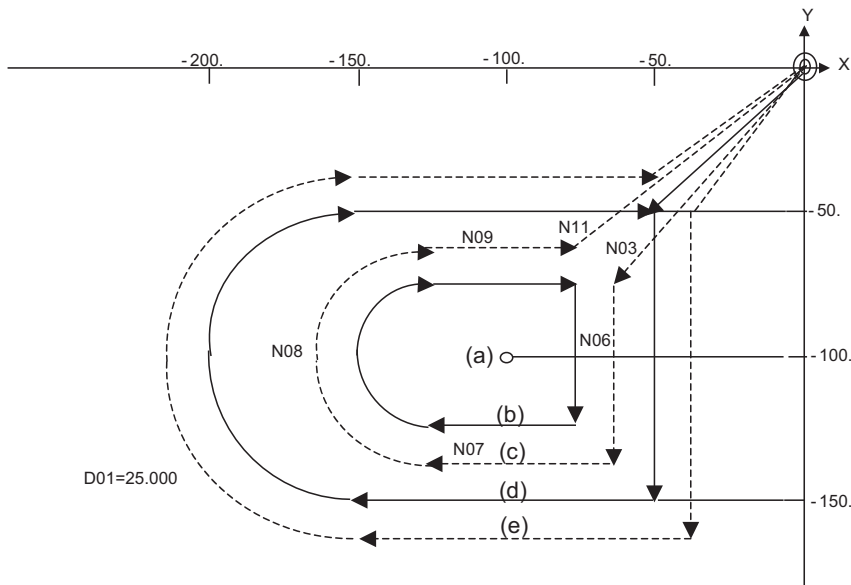 Y
-200. -150. -100. -50. X
-50.
N11
N09 N03
N08 (a) N06 -100.
(b)
N07 (c)
D01=25.000 (d) -150.
(e)